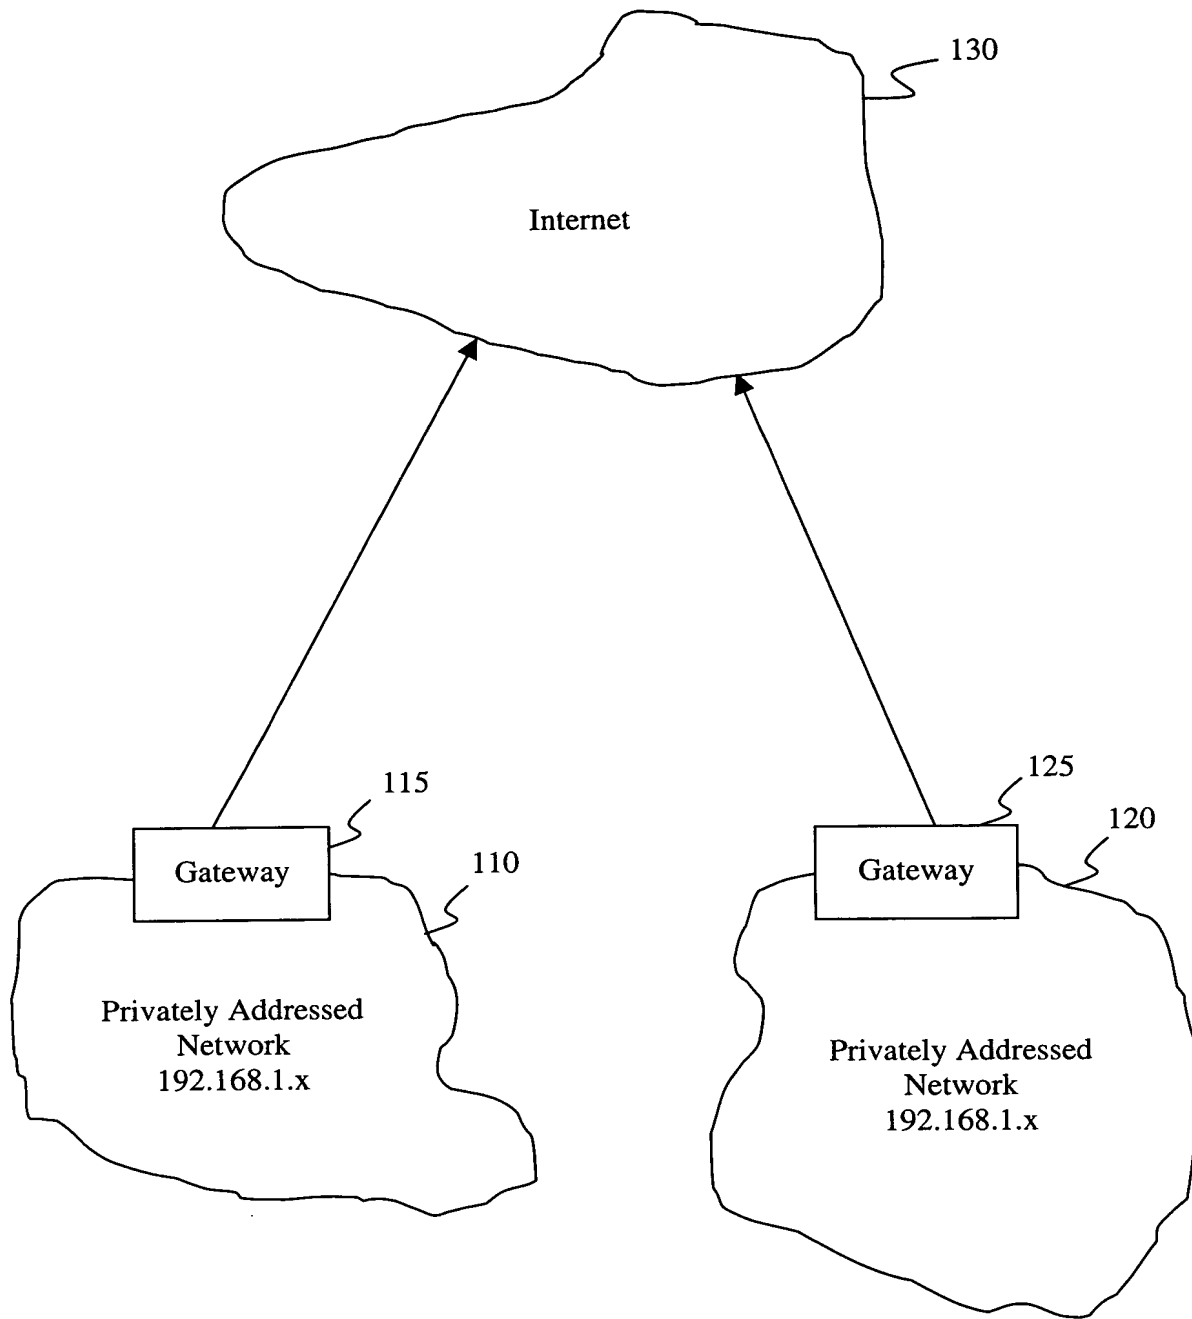 130
Internet
115
125
120
Gateway
110
Gateway
Privately Addressed
Network
192.168.1.x
Privately Addressed
Network
192.168.1.x